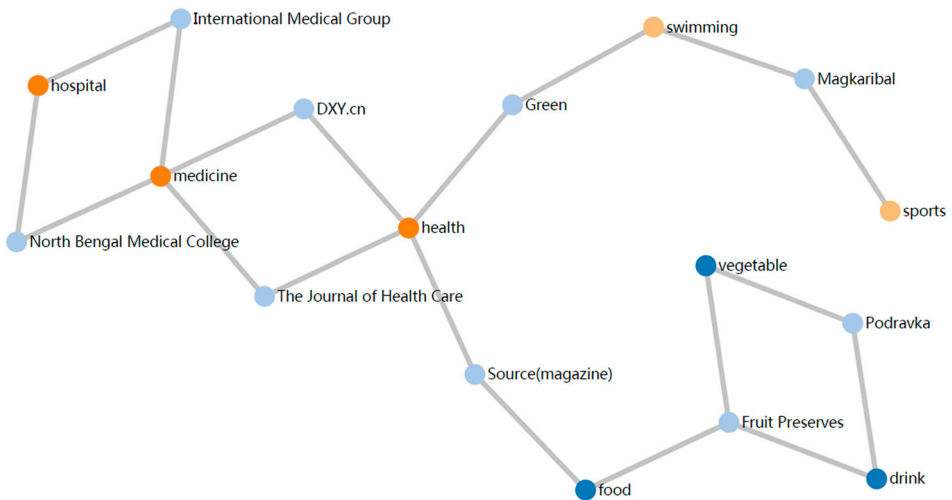 International Medical Group
swimming
Magkaribal
hospital
Green
DXY.cn
medicine
sports
health
North Bengal Medical College
vegetable
The Journal of Health Care
Podravka
Source(magazine)
Fruit Preserves
drink
food